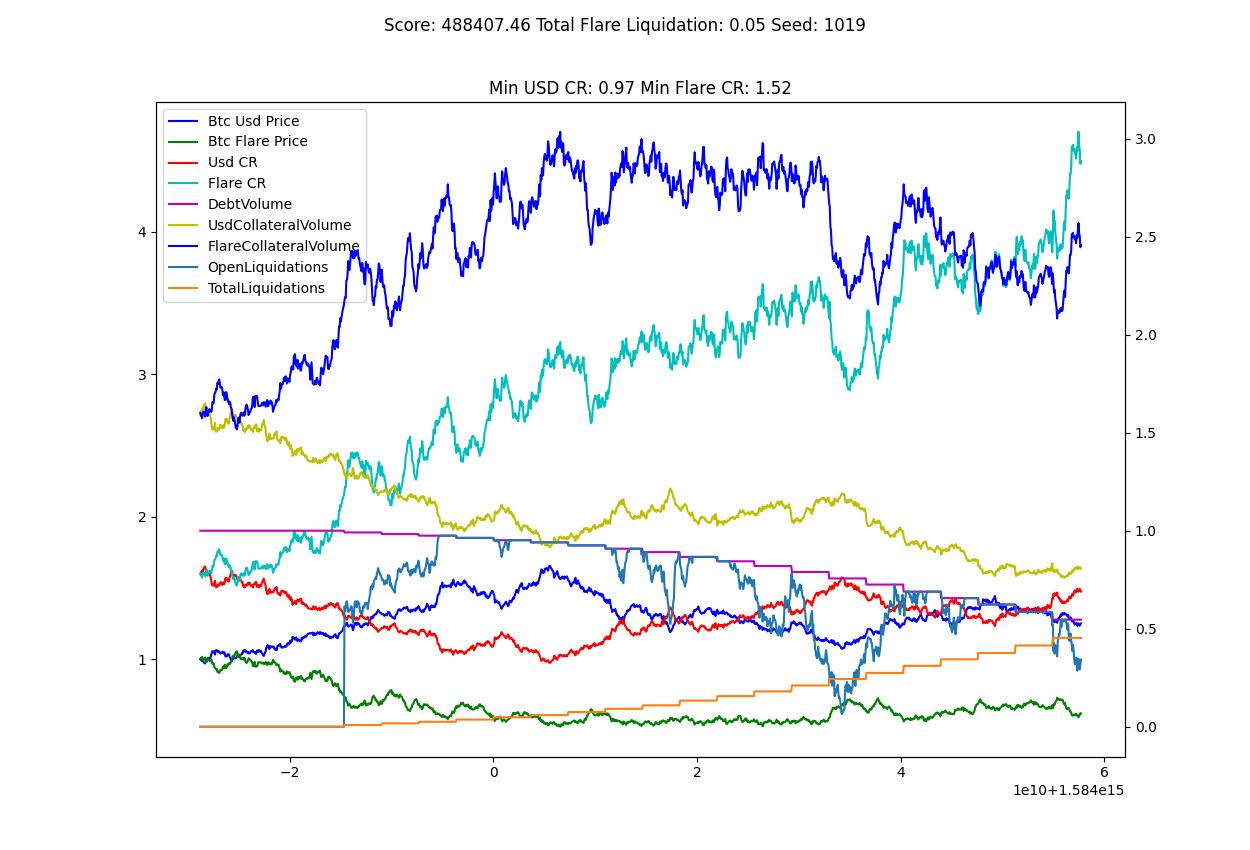 Score: 488407.46 Total Flare Liquidation: 0.05 Seed: 1019
Min USD CR: 0.97 Min Flare CR: 1.52
Btc Usd Price
Btc Flare Price
Usd CR
Flare CR
DebtVolume
UsdCollateralVolume
FlareCollateralVolume
OpenLiquidations
TotalLiquidations
4
3
2
1
3.0
2.5
2.0
1.5
1.0
0.5
0.0
−2 0 2 4 6
1e10+1.584e15